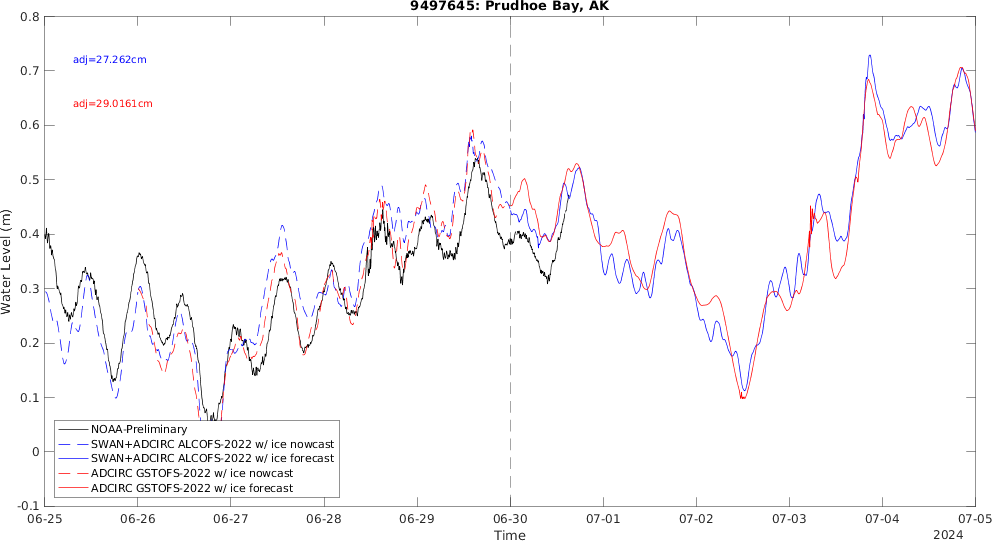 9497645: Prudhoe Bay, AK
0.8
adj=27.262cm
0.7
adj=29.0161cm
0.6
0.5
0.4
0.3
0.2
0.1
0
-0.1
Water Level (m)
NOAA-Preliminary
SWAN+ADCIRC ALCOFS-2022 w/ ice nowcast
SWAN+ADCIRC ALCOFS-2022 w/ ice forecast
ADCIRC GSTOFS-2022 w/ ice nowcast
ADCIRC GSTOFS-2022 w/ ice forecast
06-25 06-26 06-27 06-28 06-29 06-30 07-01 07-02 07-03 07-04 07-05
Time
2024